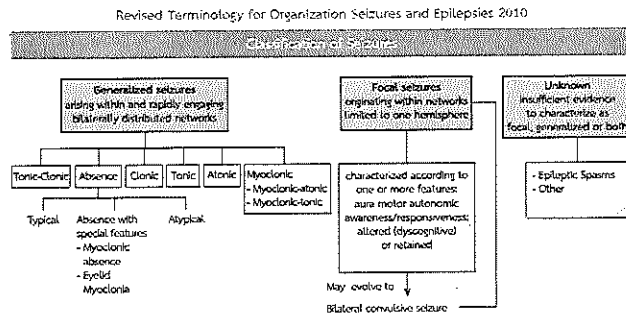 Revised Terminology for Organization Seizures and Epilepsies 2010
Classification of Seizures
Generalized seizures
arising within and rapidly engaging
bilaterally distributed networks
Tonic-Clonic
Absence
Clonic
Tonic
Atonic
Myoclonic
- Myoclonic-atonic
- Myoclonic-tonic
Typical
Absence with
special features
- Myoclonic
absence
- Eyelid
Myoclonia
Atypical
Focal seizures
originating within networks
limited to one hemisphere
characterized according to
one or more features:
aura motor autonomic
awareness/responsiveness:
altered (dyscognitive)
or retained
May evolve to
Bilateral convulsive seizure
Unknown
insufficient evidence
to characterize as
focal, generalized or both
- Epileptic Spasms
- Other